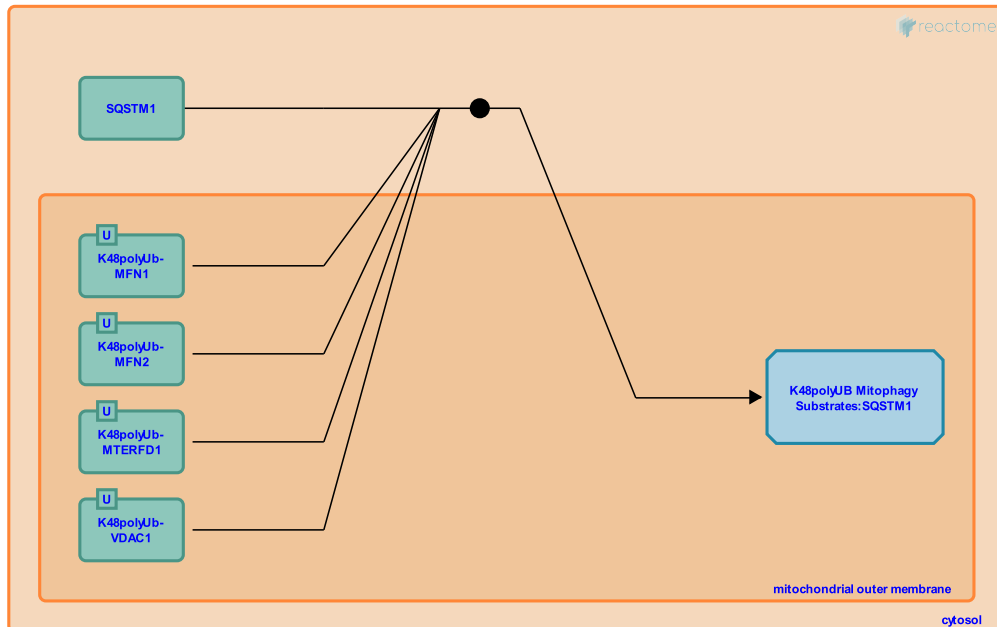 reactome
SQSTM1
U
K48polyUb-
MFN1
U
K48polyUb-
MFN2
U
K48polyUb-
MTERFD1
U
K48polyUb-
VDAC1
K48polyUB Mitophagy
Substrates:SQSTM1
mitochondrial outer membrane
cytosol